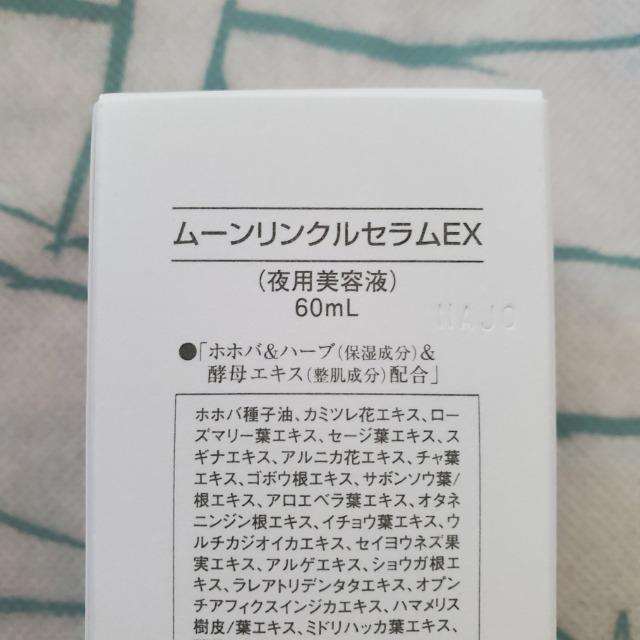 ムーンリンクルセラムEX
(夜用美容液)
60mL
NAJO
●「ホホバ&ハーブ(保湿成分)&
酵母エキス(整肌成分)配合」
ホホバ種子油、カミツレ花エキス、ロー
ズマリー葉エキス、セージ葉エキス、ス
ギナエキス、アルニカ花エキス、チャ葉
エキス、ゴボウ根エキス、サボンソウ葉/
根エキス、アロエベラ葉エキス、オタネ
ニンジン根エキス、イチョウ葉エキス、ウ
ルチカジオイカエキス、セイヨウネズ果
実エキス、アルゲエキス、ショウガ根エ
キス、ラレアトリデンタタエキス、オプン
チアフィクスインジカエキス、ハマメリス
樹皮/葉エキス、ミドリハッカ葉エキス、